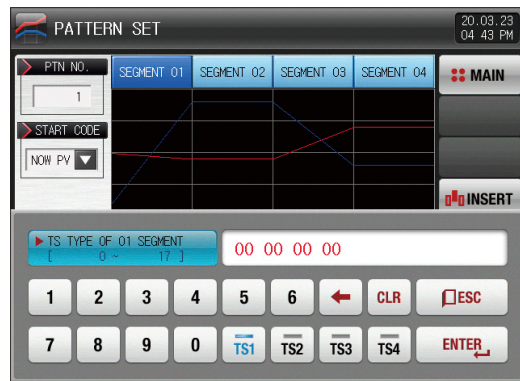 PATTERN SET
20.03.23
04 43 PM
PTN NO.
1
START CODE
NOW PV
SEGMENT 01 SEGMENT 02 SEGMENT 03 SEGMENT 04
MAIN
INSERT
TS TYPE OF 01 SEGMENT
[ 0 ~ 17 ]
00 00 00 00
1 2 3 4 5 6 CLR ESC
7 8 9 0 TS1 TS2 TS3 TS4 ENTER